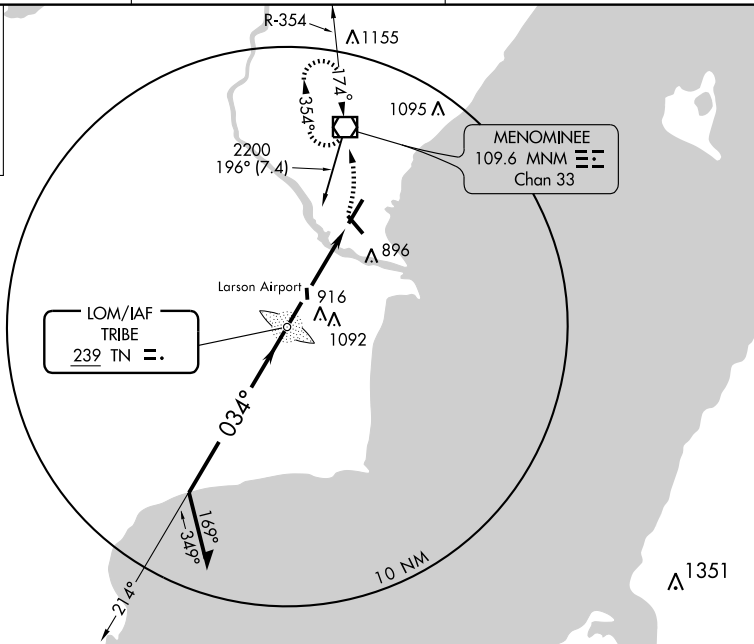 R-354
1155
174°
354°
1095
2200
196° (7.4)
MENOMINEE
109.6 MNM
Chan 33
896
Larson Airport
916
1092
LOM/IAF
TRIBE
239 TN
034°
169°
349°
214°
10 NM
1351